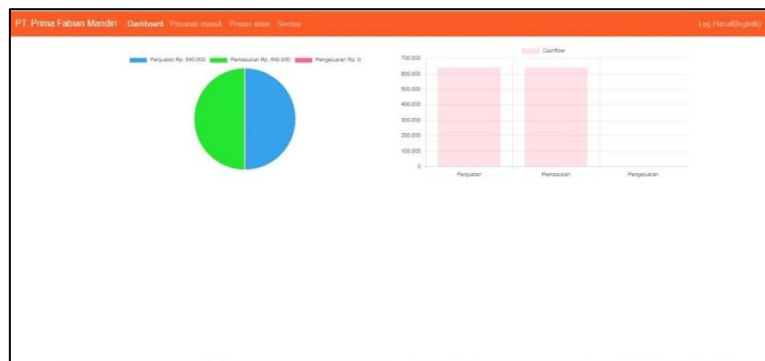 PT. Prima Fabian Mandiri Dashboard Pesanan masuk Proses antar Semua
Penjualan Rp. 640.000 Pemasukan Rp. 640.000 Pengeluaran Rp. 0
Cashflow
700.000
600.000
500.000
400.000
300.000
200.000
100.000
0
Penjualan Pemasukan Pengeluaran